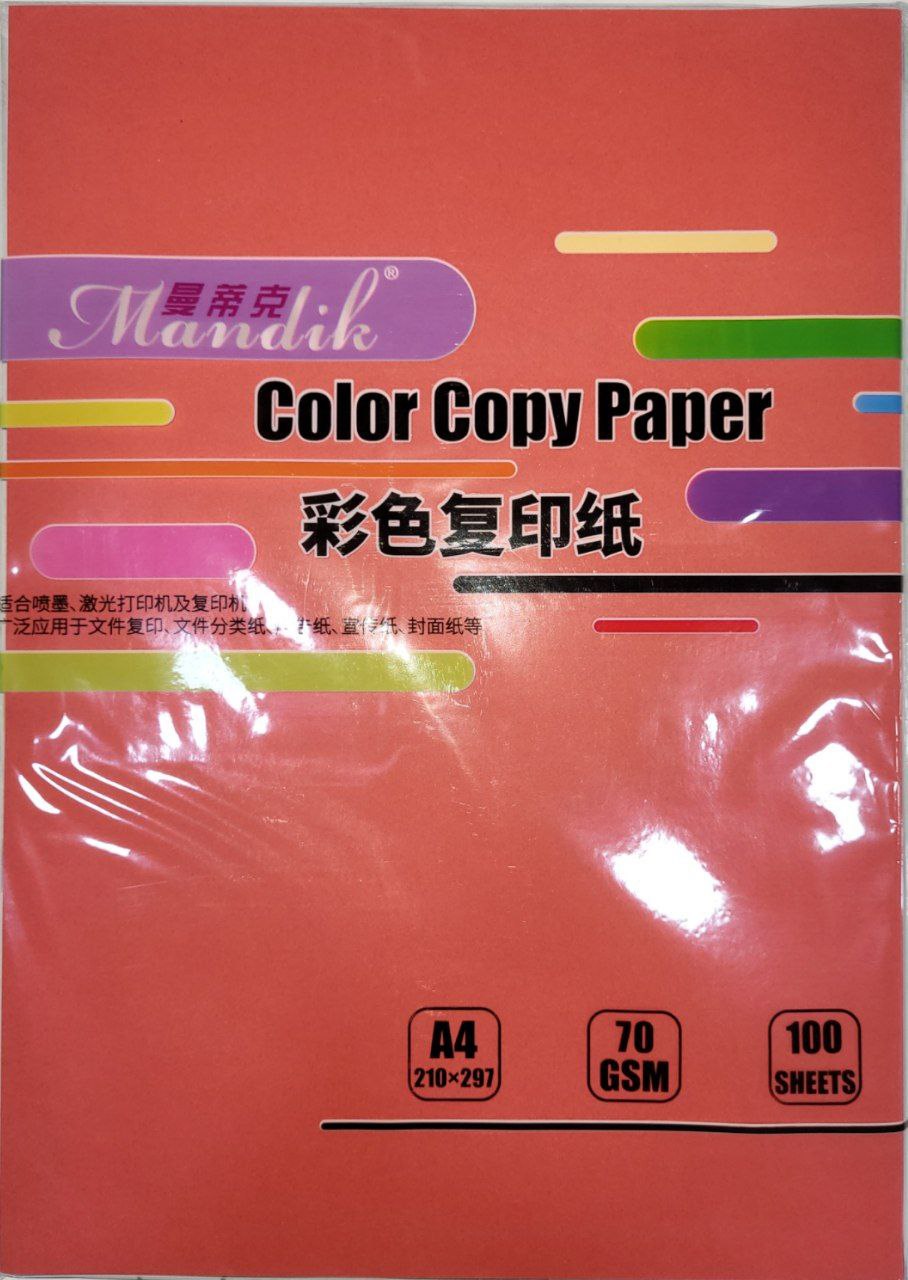 曼蒂克
Mandik®
Color Copy Paper
彩色复印纸
适合喷墨、激光打印机及复印机
广泛应用于文件复印、文件分类纸、纸、宣传纸、封面纸等
A4
210×297
70
GSM
100
SHEETS